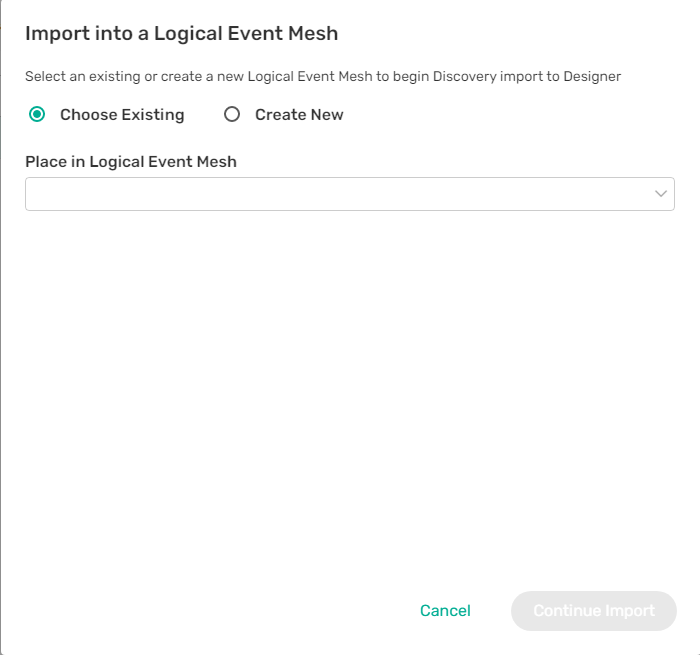 Import into a Logical Event Mesh
Select an existing or create a new Logical Event Mesh to begin Discovery import to Designer
Choose Existing Create New
Place in Logical Event Mesh
Cancel Continue Import